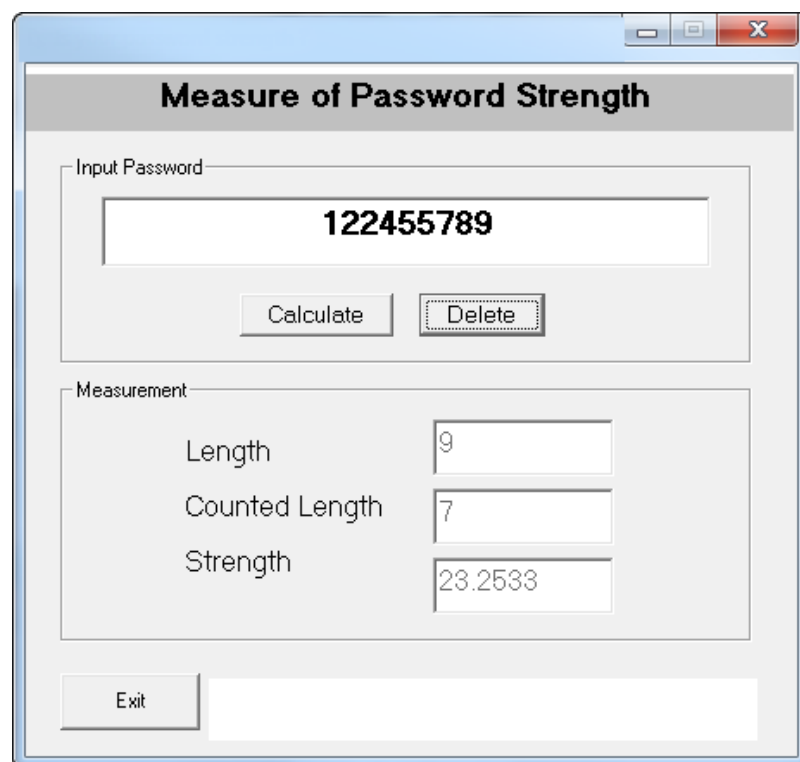 Measure of Password Strength
Input Password
122455789
Calculate Delete
Measurement
Length 9
Counted Length 7
Strength 23.2533
Exit